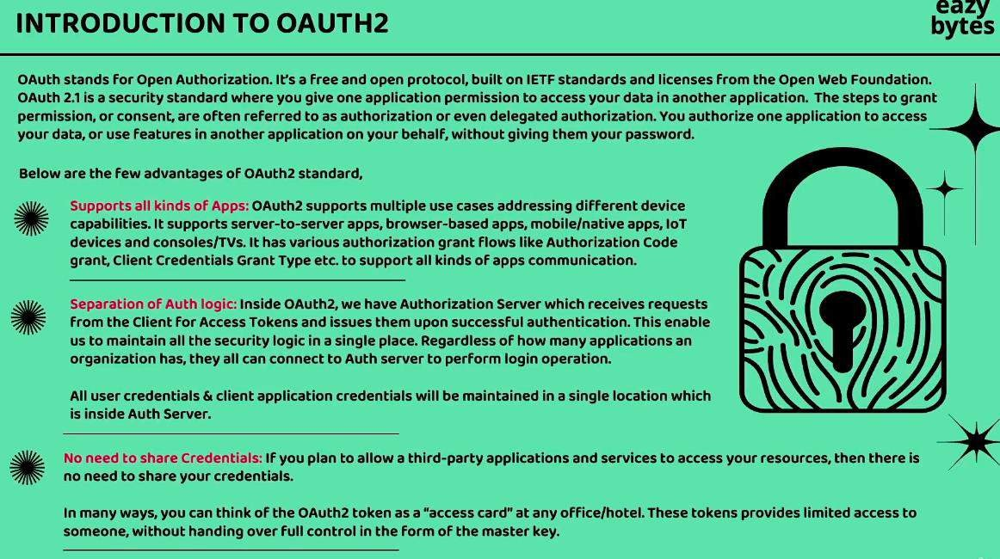 INTRODUCTION TO OAUTH2
eazy
bytes
OAuth stands for Open Authorization. It's a free and open protocol, built on IETF standards and licenses from the Open Web Foundation.
OAuth 2.1 is a security standard where you give one application permission to access your data in another application. The steps to grant
permission, or consent, are often referred to as authorization or even delegated authorization. You authorize one application to access
your data, or use features in another application on your behalf, without giving them your password.
Below are the few advantages of OAuth2 standard,
Supports all kinds of Apps: OAuth2 supports multiple use cases addressing different device
capabilities. It supports server-to-server apps, browser-based apps, mobile/native apps, IoT
devices and consoles/TVs. It has various authorization grant flows like Authorization Code
grant, Client Credentials Grant Type etc. to support all kinds of apps communication.
Separation of Auth logic: Inside OAuth2, we have Authorization Server which receives requests
from the Client for Access Tokens and issues them upon successful authentication. This enable
us to maintain all the security logic in a single place. Regardless of how many applications an
organization has, they all can connect to Auth server to perform login operation.
All user credentials & client application credentials will be maintained in a single location which
is inside Auth Server.
No need to share Credentials: If you plan to allow a third-party applications and services to access your resources, then there is
no need to share your credentials.
In many ways, you can think of the OAuth2 token as a “access card” at any office/hotel. These tokens provides limited access to
someone, without handing over full control in the form of the master key.